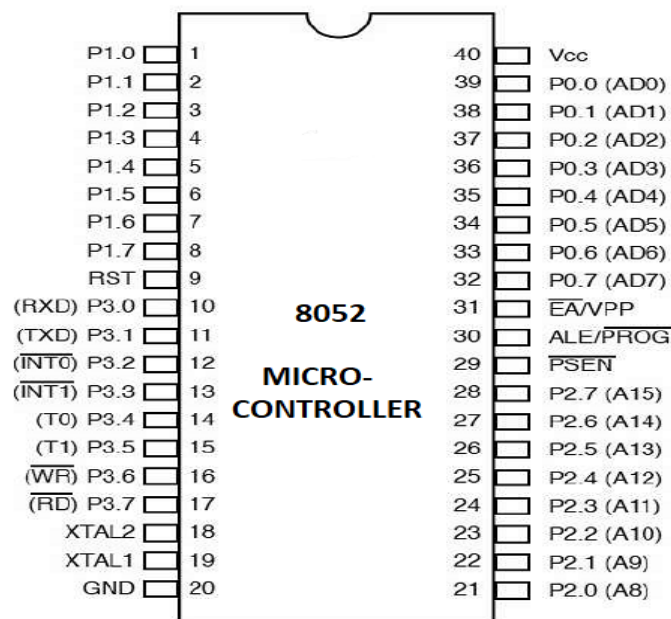 P1.0 1 40 Vcc
P1.1 2 39 P0.0 (AD0)
P1.2 3 38 P0.1 (AD1)
P1.3 4 37 P0.2 (AD2)
P1.4 5 36 P0.3 (AD3)
P1.5 6 35 P0.4 (AD4)
P1.6 7 34 P0.5 (AD5)
P1.7 8 33 P0.6 (AD6)
RST 9 32 P0.7 (AD7)
(RXD) P3.0 10 31 E̅A̅/VPP
(TXD) P3.1 11 30 ALE/P̅R̅O̅G̅
(I̅N̅T̅0̅) P3.2 12 29 P̅S̅E̅N̅
(I̅N̅T̅1̅) P3.3 13 28 P2.7 (A15)
(T0) P3.4 14 27 P2.6 (A14)
(T1) P3.5 15 26 P2.5 (A13)
(W̅R̅) P3.6 16 25 P2.4 (A12)
(R̅D̅) P3.7 17 24 P2.3 (A11)
XTAL2 18 23 P2.2 (A10)
XTAL1 19 22 P2.1 (A9)
GND 20 21 P2.0 (A8)
8052
MICRO-
CONTROLLER